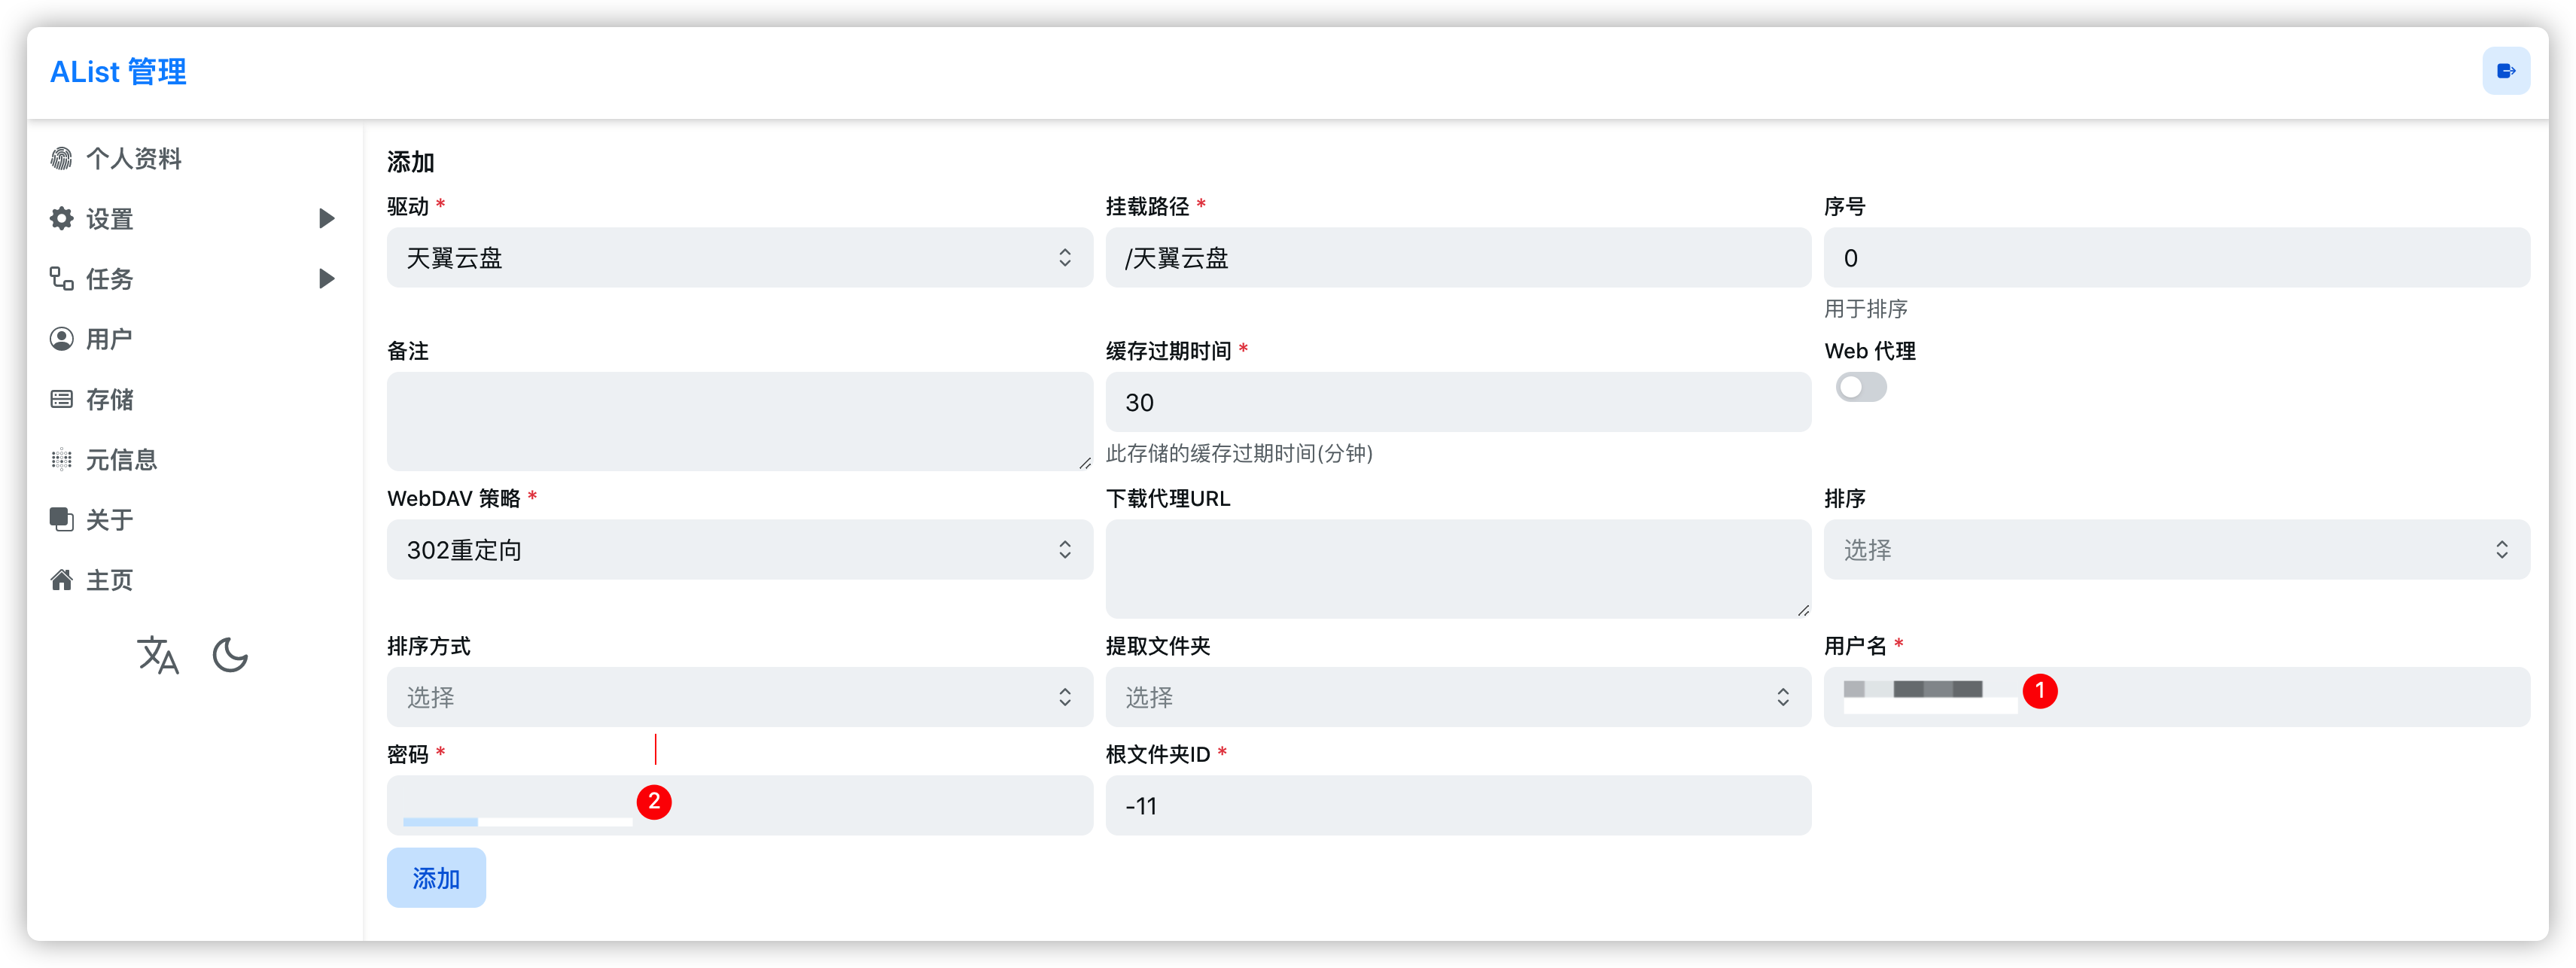 AList 管理
个人资料
设置
任务
用户
存储
元信息
关于
主页
添加
驱动 *
天翼云盘
挂载路径 *
/天翼云盘
序号
0
用于排序
备注
缓存过期时间 *
30
此存储的缓存过期时间(分钟)
Web 代理
WebDAV 策略 *
302重定向
下载代理URL
排序
选择
排序方式
选择
提取文件夹
选择
用户名 *
1
密码 *
2
根文件夹ID *
-11
添加